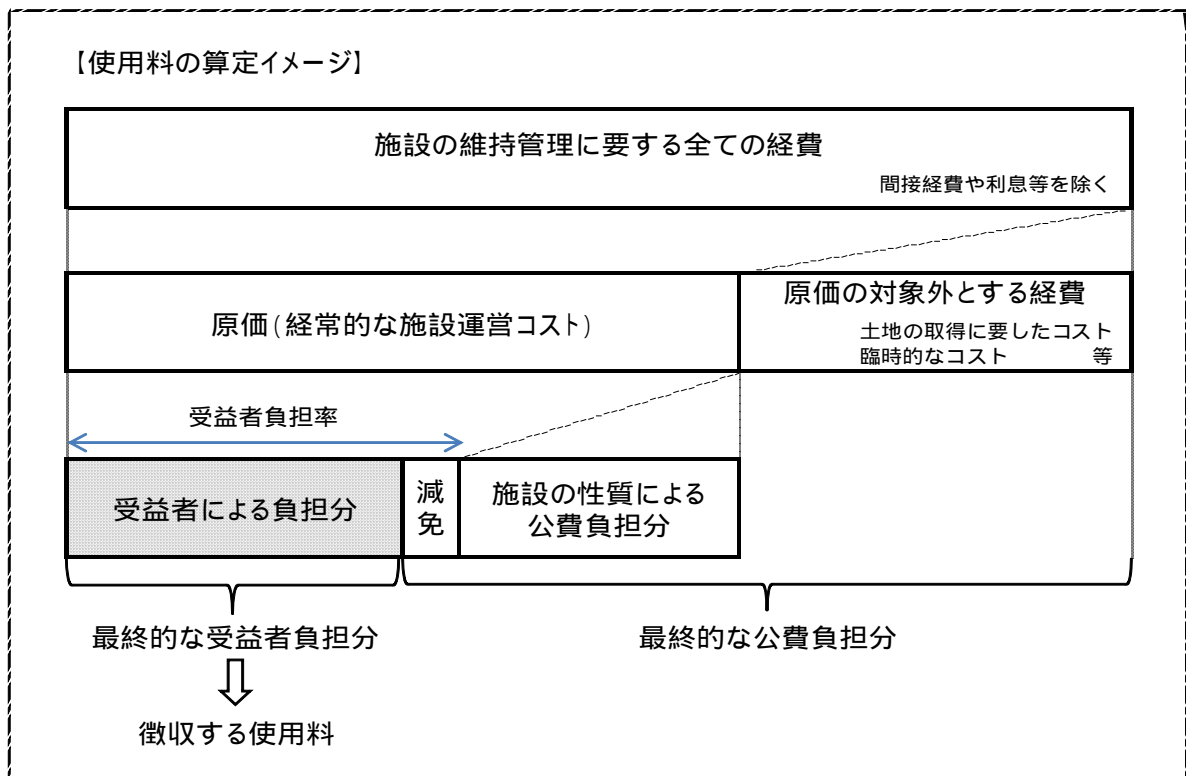 【使用料の算定イメージ】
施設の維持管理に要する全ての経費
間接経費や利息等を除く
原価(経常的な施設運営コスト)
原価の対象外とする経費
土地の取得に要したコスト
臨時的なコスト 等
受益者負担率
受益者による負担分
減
免
施設の性質による
公費負担分
最終的な受益者負担分
最終的な公費負担分
徴収する使用料